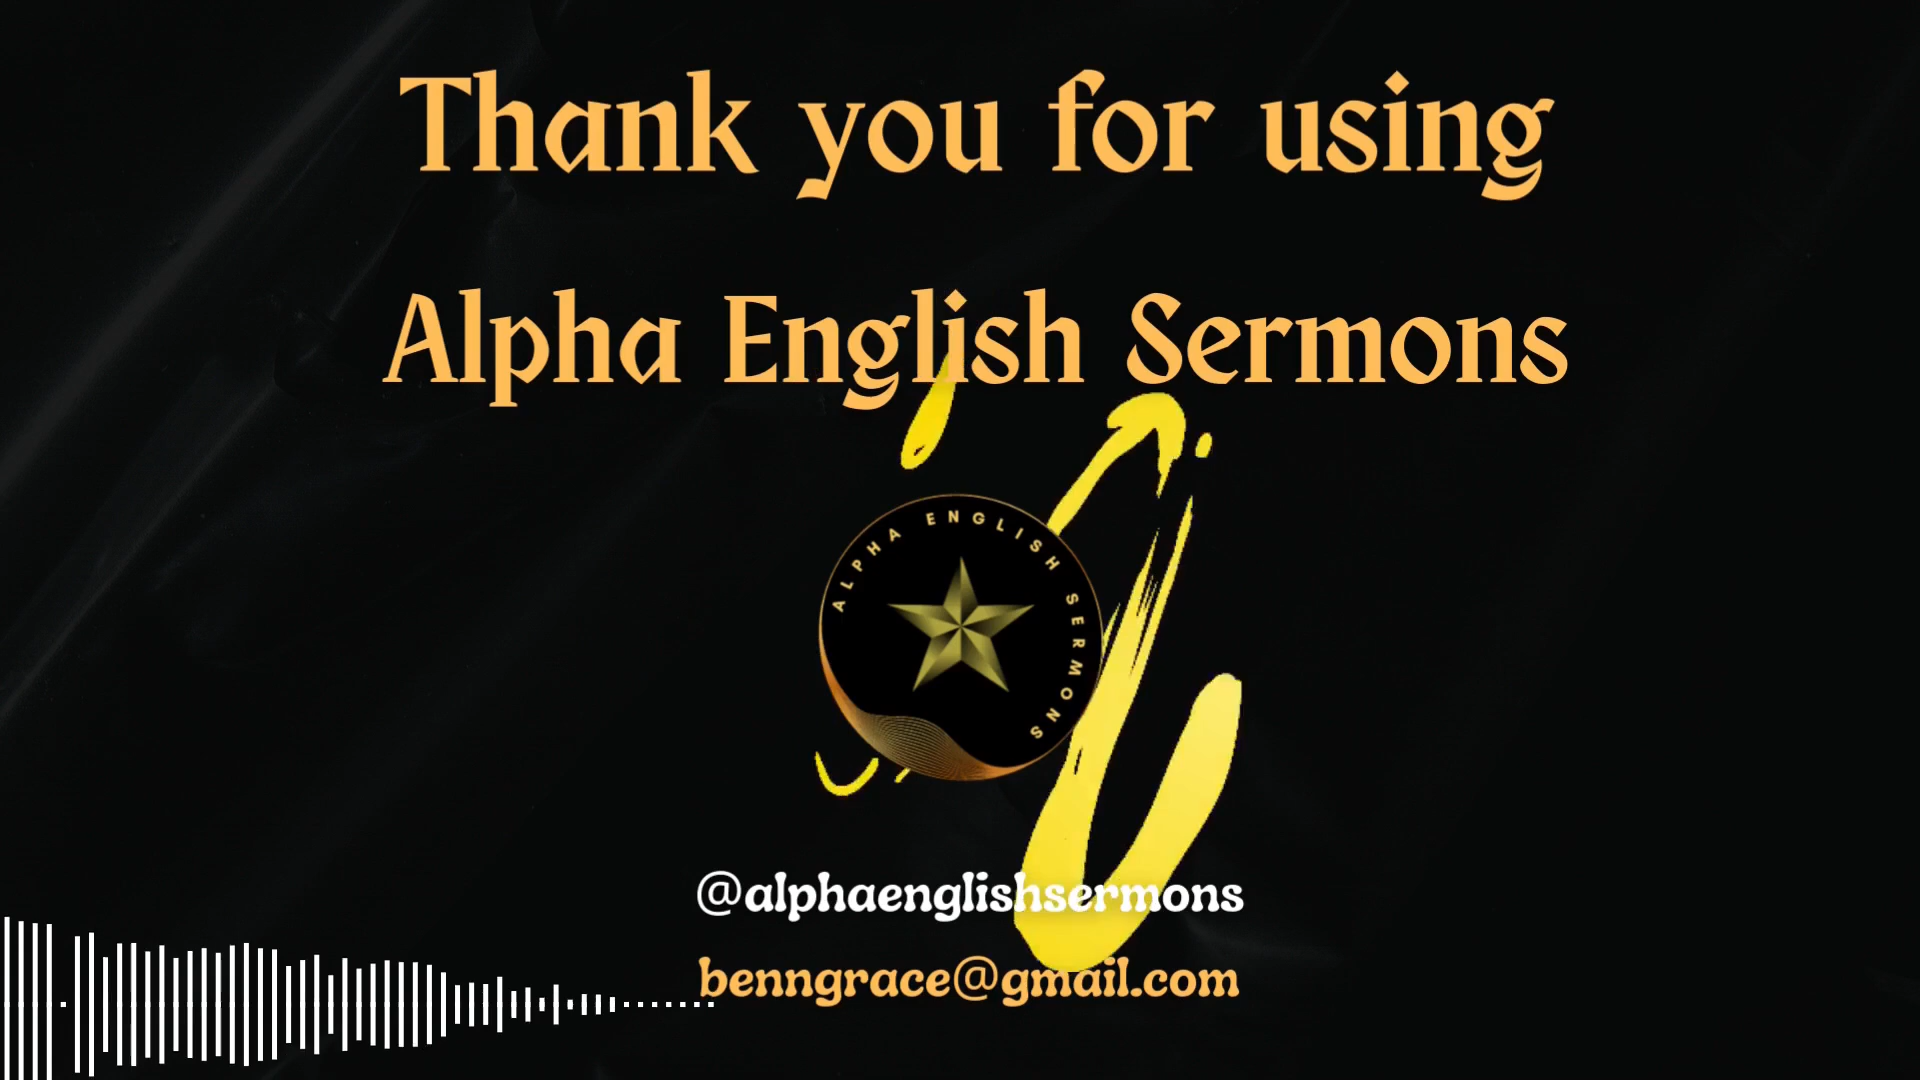 Thank you for using
Alpha English Sermons
ALPHA ENGLISH SERMONS
@alphaenglishsermons
benngrace@gmail.com